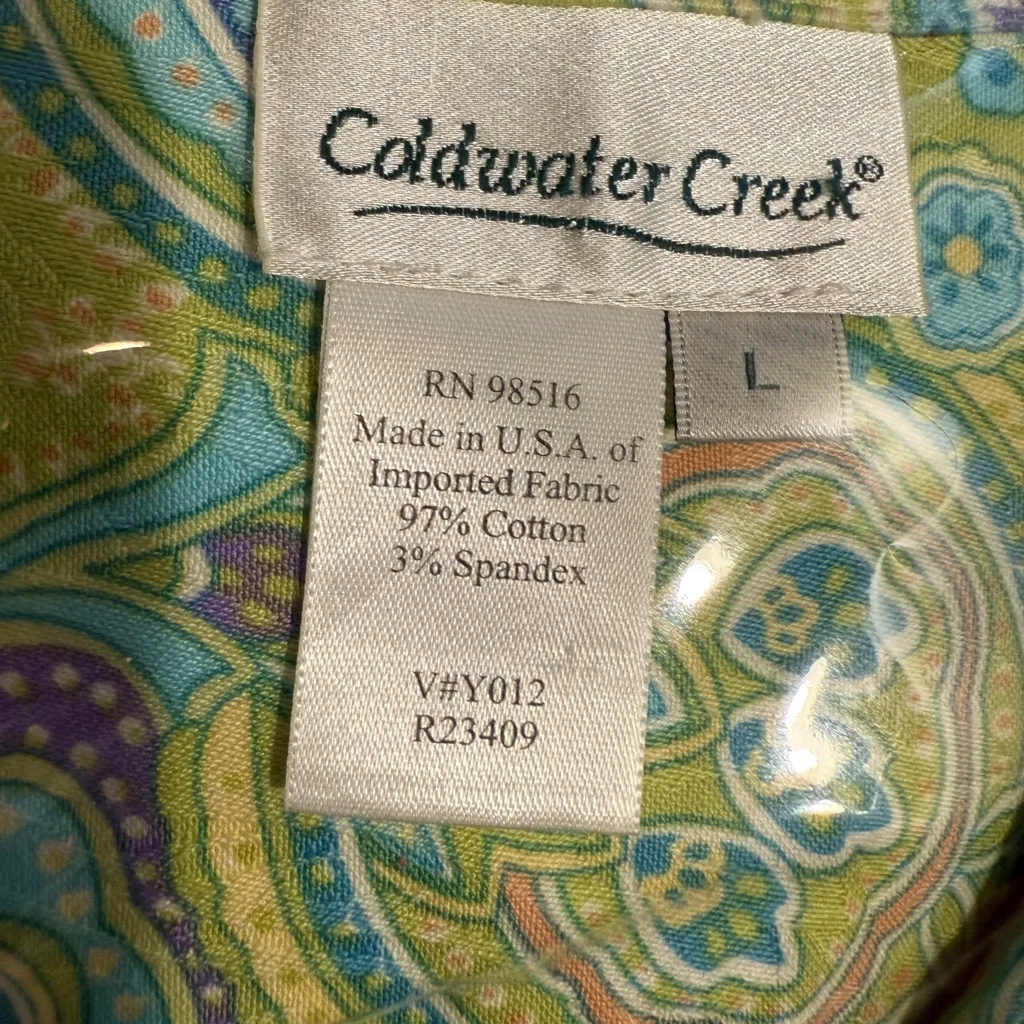 Coldwater Creek®
L
RN 98516
Made in U.S.A. of
Imported Fabric
97% Cotton
3% Spandex
V#Y012
R23409